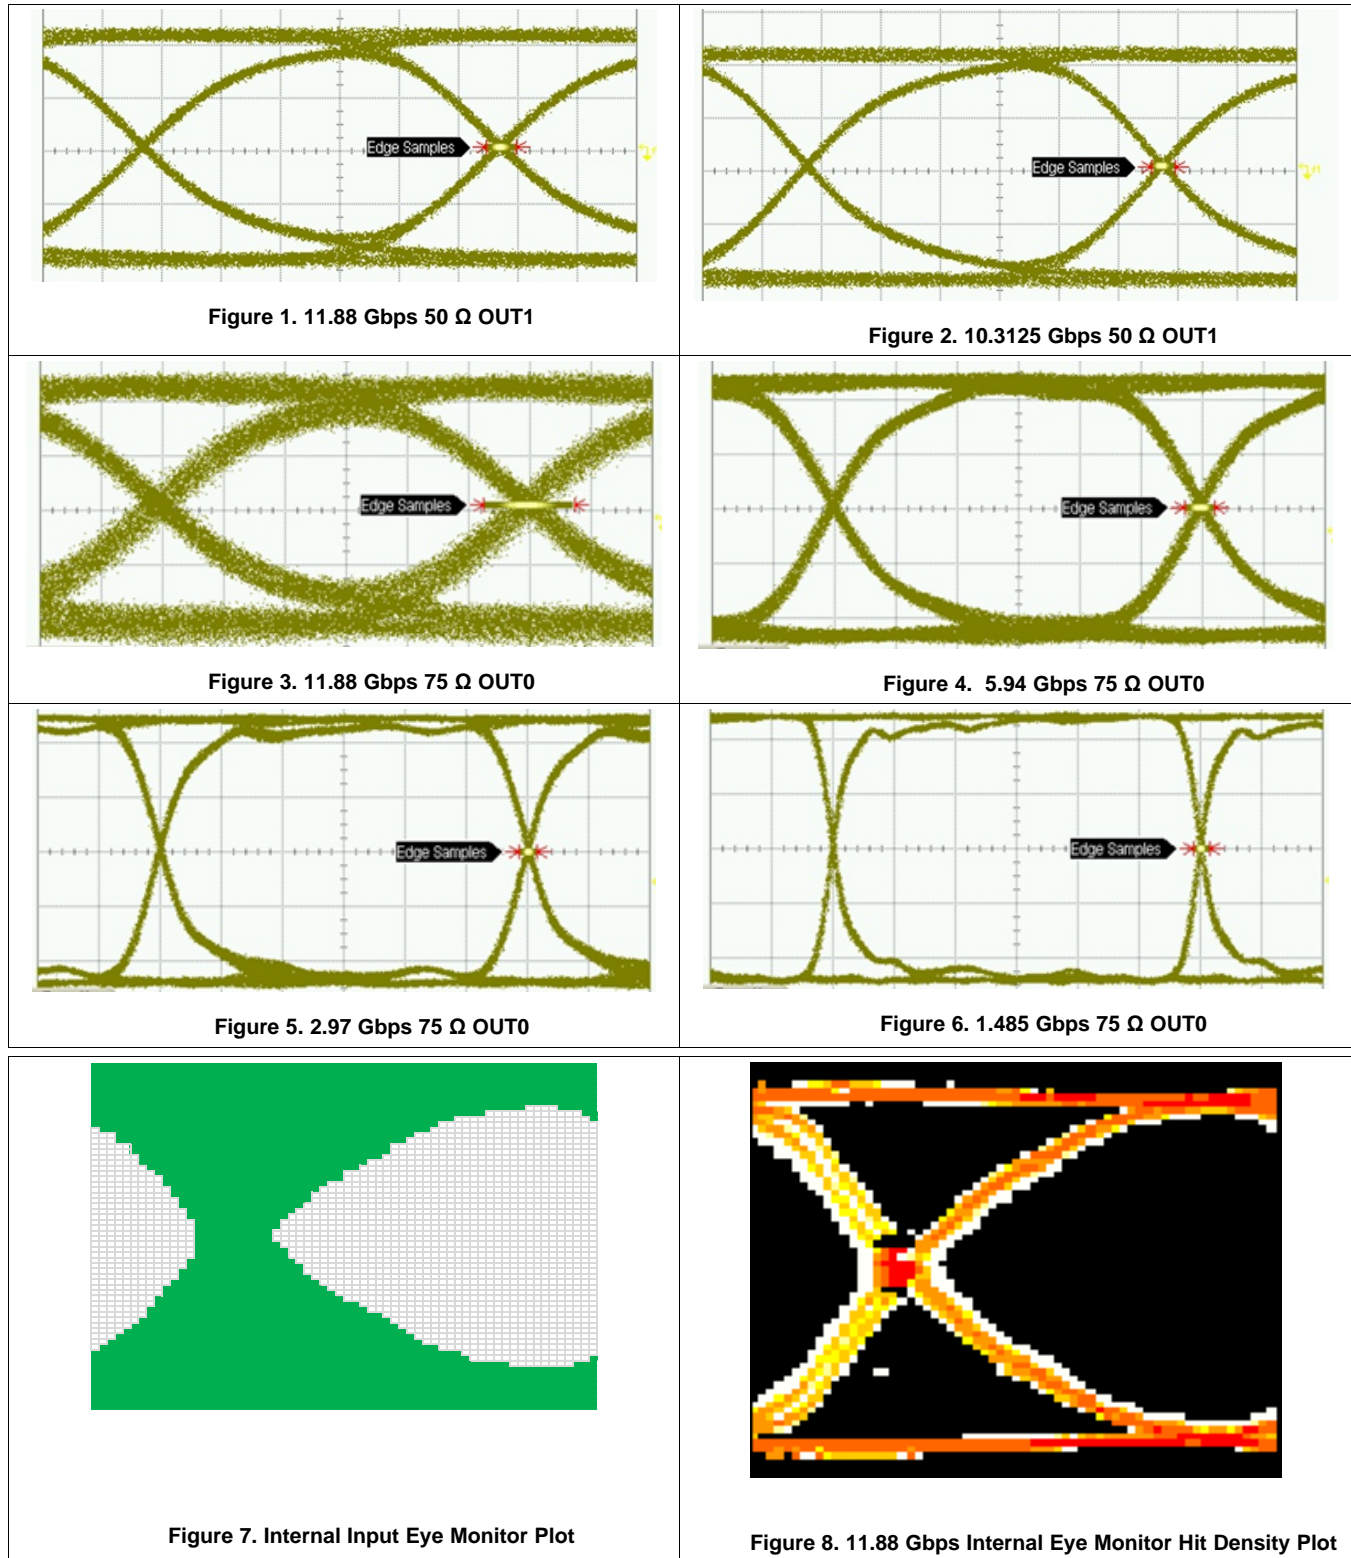 Edge Samples
Figure 1. 11.88 Gbps 50 Ω OUT1
Edge Samples
Figure 2. 10.3125 Gbps 50 Ω OUT1
Edge Samples
Figure 3. 11.88 Gbps 75 Ω OUT0
Edge Samples
Figure 4. 5.94 Gbps 75 Ω OUT0
Edge Samples
Figure 5. 2.97 Gbps 75 Ω OUT0
Edge Samples
Figure 6. 1.485 Gbps 75 Ω OUT0
Figure 7. Internal Input Eye Monitor Plot
Figure 8. 11.88 Gbps Internal Eye Monitor Hit Density Plot